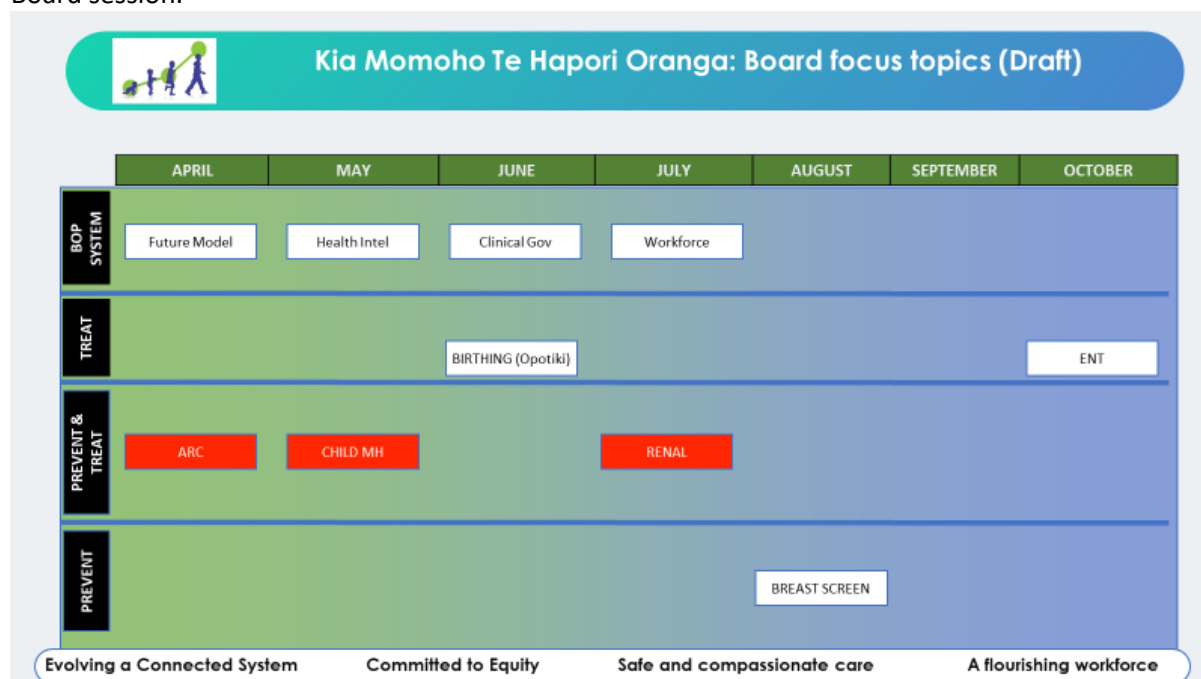 Board session.
Kia Momoho Te Hapori Oranga: Board focus topics (Draft)
APRIL MAY JUNE JULY AUGUST SEPTEMBER OCTOBER
BOP
SYSTEM
Future Model Health Intel Clinical Gov Workforce
TREAT
BIRTHING (Opotiki) ENT
PREVENT &
TREAT
ARC CHILD MH RENAL
PREVENT
BREAST SCREEN
Evolving a Connected System Committed to Equity Safe and compassionate care A flourishing workforce